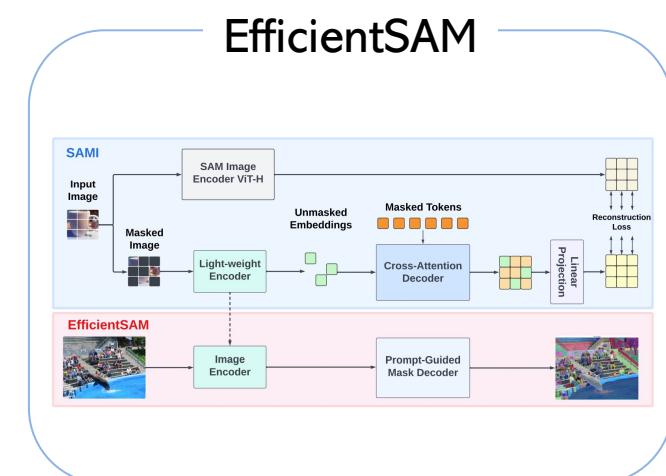 EfficientSAM
SAMI
SAM Image
Encoder ViT-H
Input
Image
Masked
Image
Unmasked
Embeddings
Masked Tokens
Reconstruction
Loss
Light-weight
Encoder
Cross-Attention
Decoder
Linear
Projection
EfficientSAM
Image
Encoder
Prompt-Guided
Mask Decoder